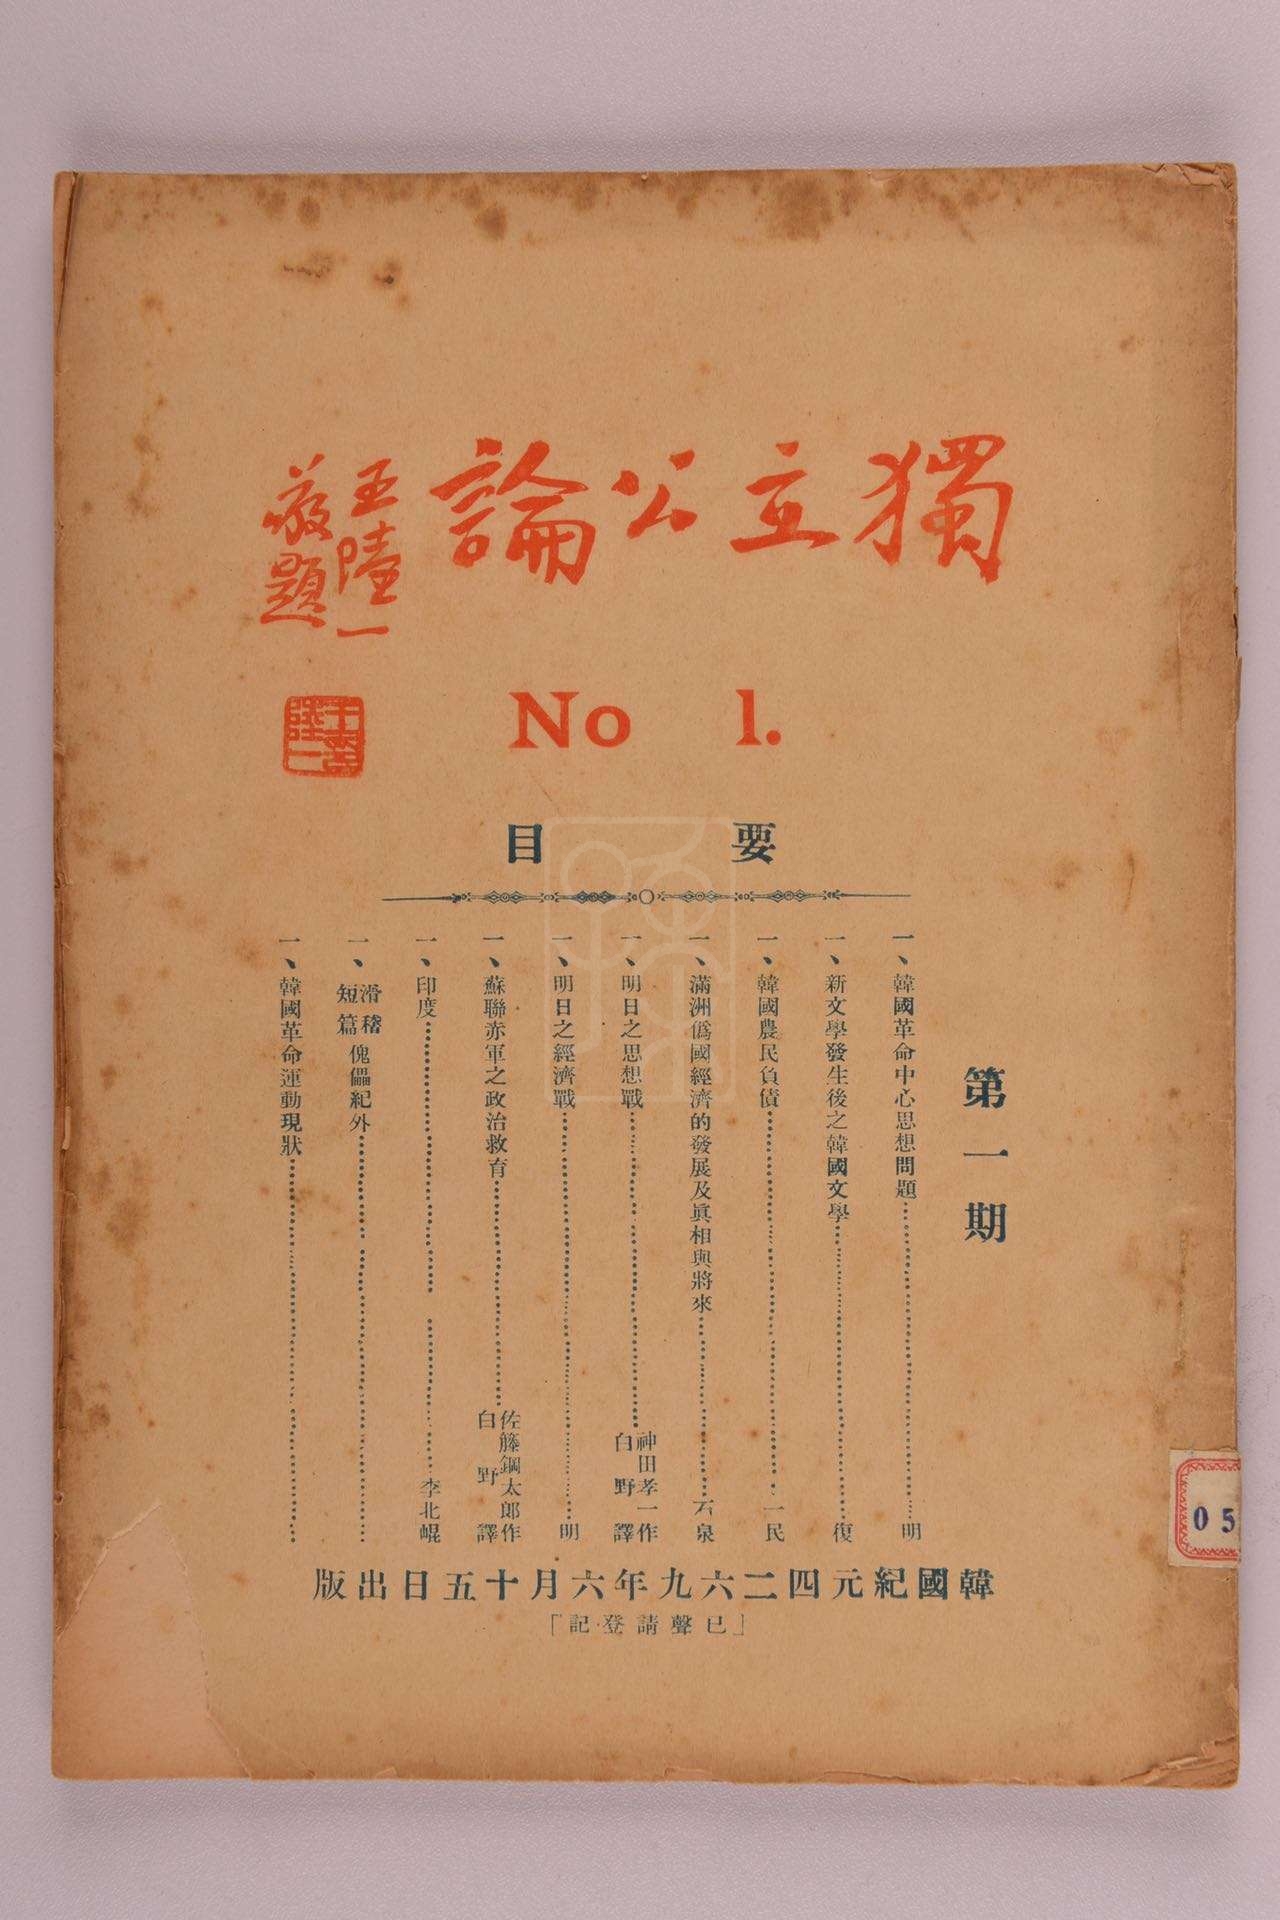 獨立公論
王陸一
敬題
No 1.
要目
第一期
一、韓國革命中心思想問題……明
一、新文學發生後之韓國文學……復
一、韓國農民負債……一民
一、滿洲僞國經濟的發展及眞相與將來……石泉
一、明日之思想戰……神田孝一作 白野譯
一、明日之經濟戰……明
一、蘇聯赤軍之政治敎育……佐藤鋼太郎作 白野譯
一、印度……李北崐
一、滑稽短篇 傀儡紀外……
一、韓國革命運動現狀……
韓國紀元四二六九年六月十五日出版
「已聲請登記」
05